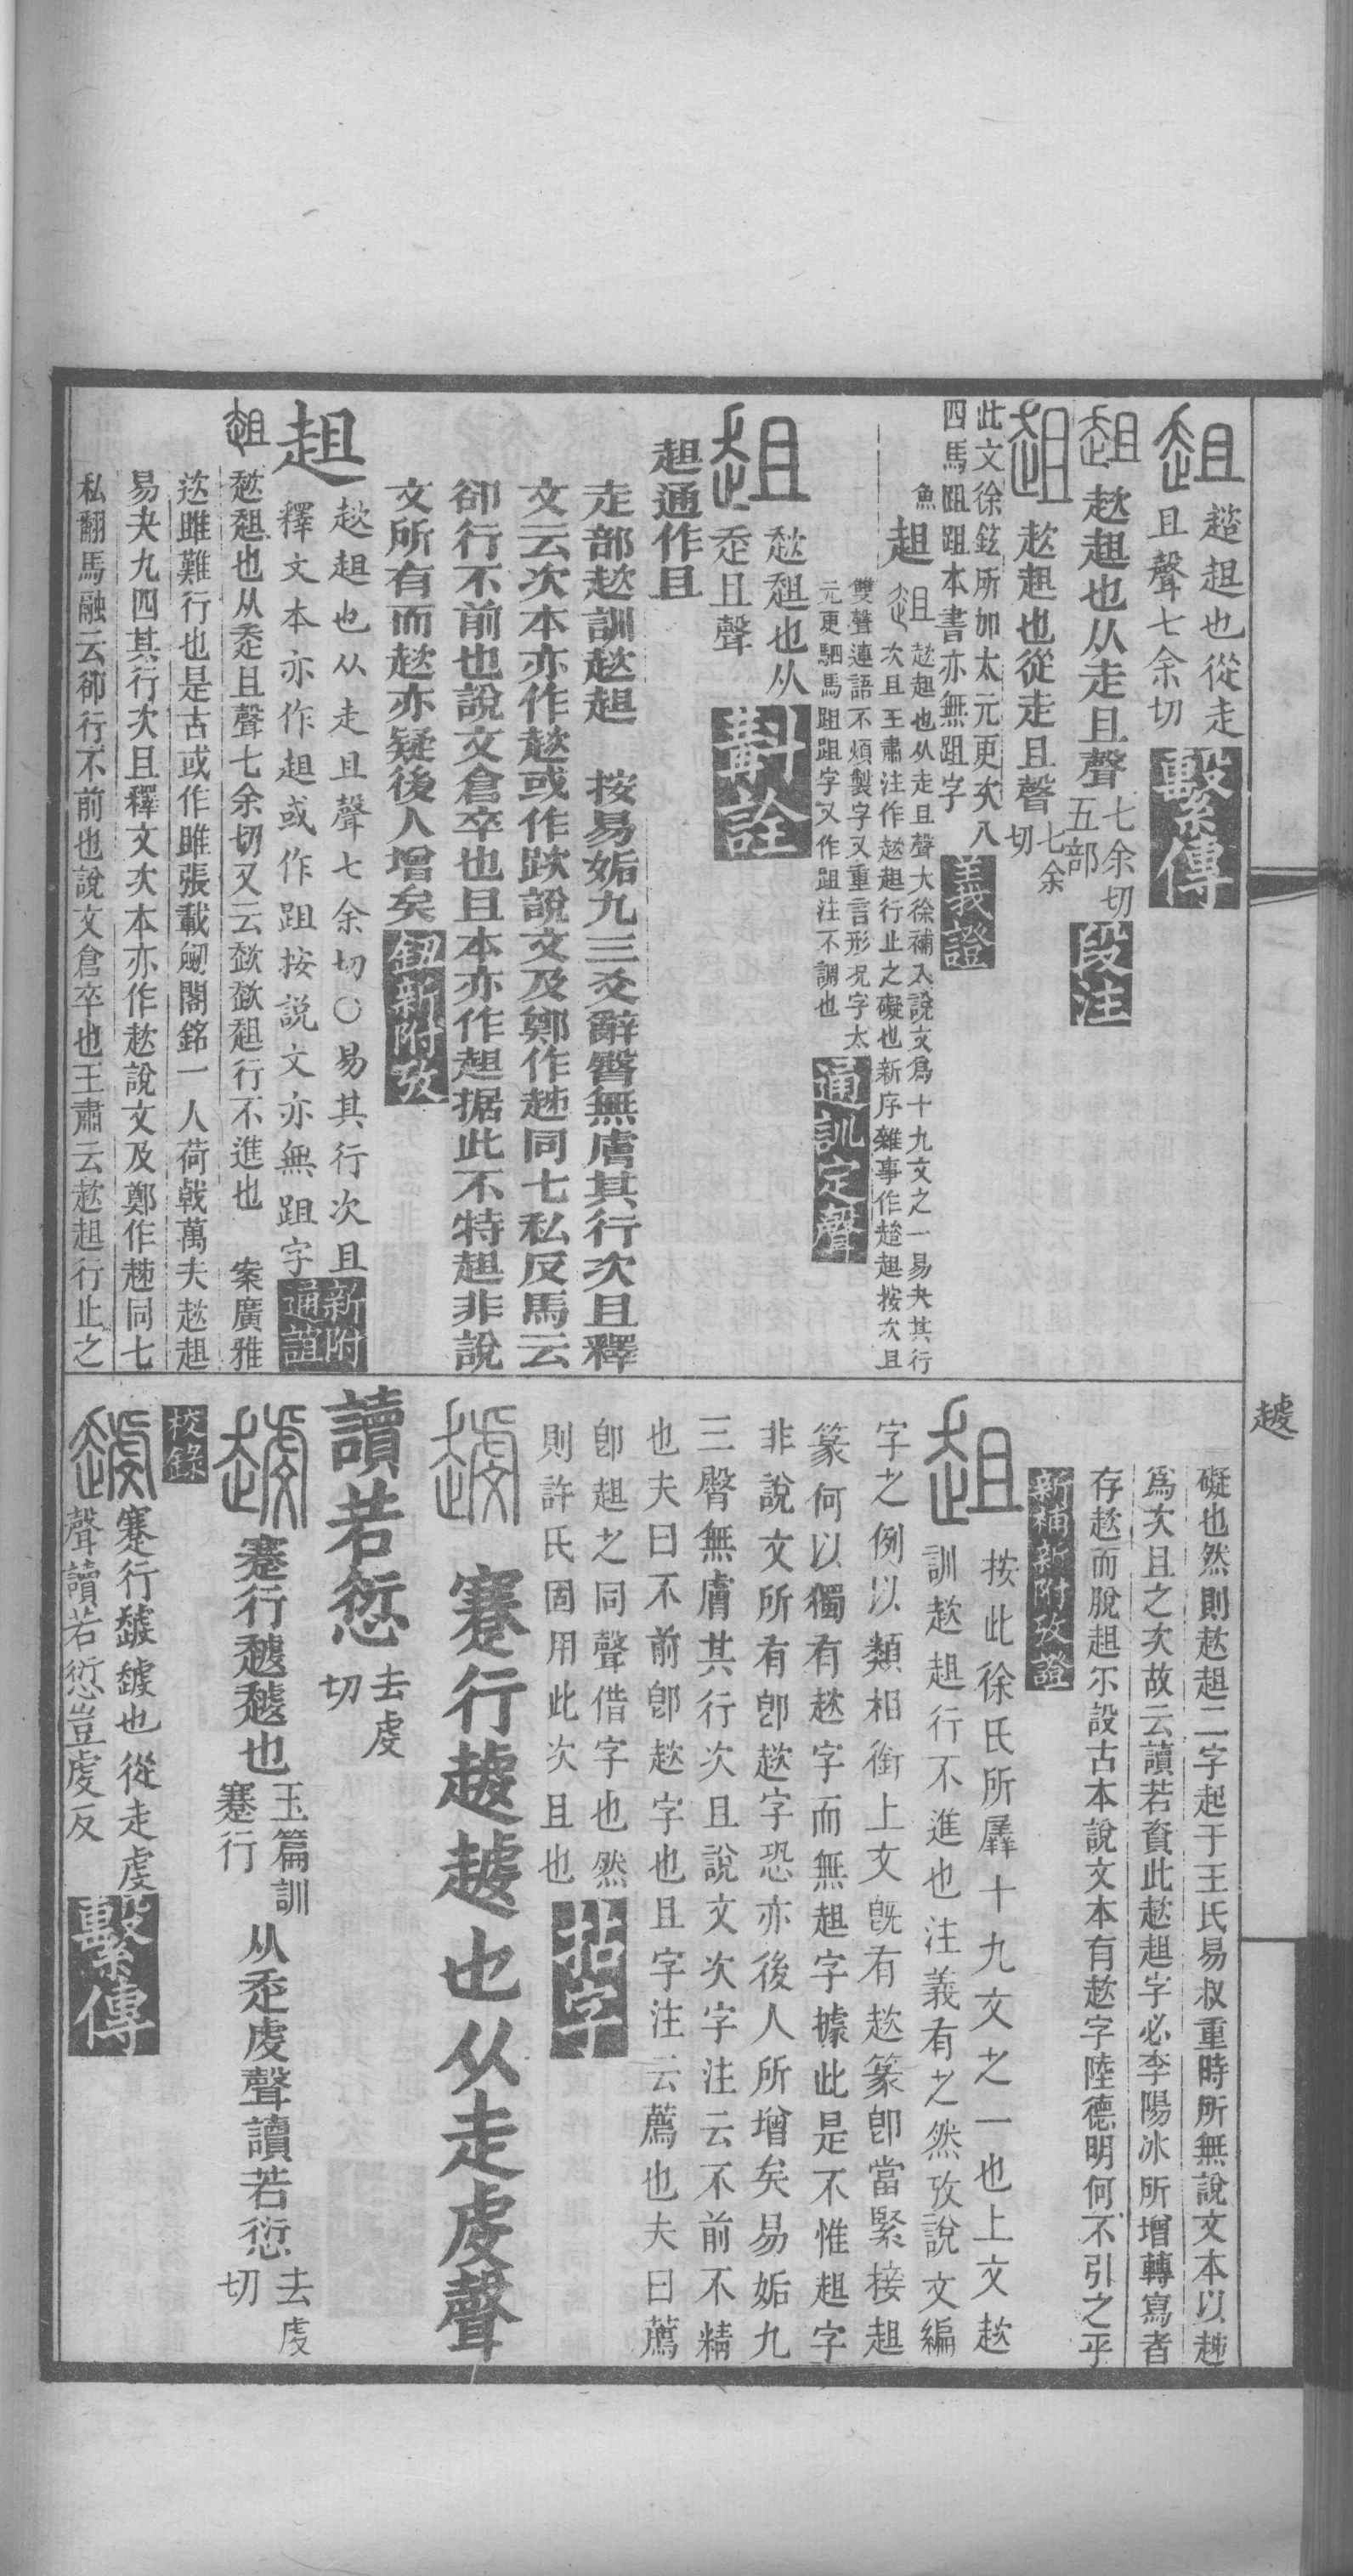 趄
趑趄也從走
且聲七余切
繫傳
趄
趑趄也从走且聲
七余切
五部
段注
趄
趑趄也從走且聲
七余
切
此文徐鉉所加太元更次八
四馬跙跙本書亦無跙字
義證
魚
趄
趄
趑趄也从走且聲大徐補入說文爲十九文之一易夬其行
次且王肅注作趑趄行止之礙也新序雜事作趦趄按次且
雙聲連語不煩製字又重言形況字太
元更駟馬跙跙字又作跙注不調也
通訓定聲
趄
趑趄也从
走且聲
斠詮
趄通作且
走部趑訓趑趄　按易姤九三爻辭臀無膚其行次且釋
文云次本亦作趑或作跌說文及鄭作趀同七私反馬云
卻行不前也說文倉卒也且本亦作趄据此不特趄非說
文所有而趑亦疑後人增矣
鈕新附攷
趄
趑趄也从走且聲七余切○易其行次且
釋文本亦作趄或作跙按説文亦無跙字
新附
通誼
趄
趑趄也从走且聲七余切又云趑趑趄行不進也　案廣雅
趑雎難行也是古或作雎張載劒閣銘一人荷戟萬夫趑趄
易夬九四其行次且釋文次本亦作趑說文及鄭作趀同七
私翻馬融云卻行不前也說文倉卒也王肅云趑趄行止之
趢
礙也然則趑趄二字起于王氏易叔重時所無說文本以趀
爲次且之次故云讀若資此趑趄字必李陽冰所增轉寫者
存趑而脫趄尒設古本說文本有趑字陸德明何不引之乎
新補新附攷證
趄
按此徐氏所羼十九文之一也上文趑
訓趑趄行不進也注義有之然攷說文編
字之例以類相銜上文旣有趑篆卽當緊接趄
篆何以獨有趑字而無趄字據此是不惟趄字
非說文所有卽趑字恐亦後人所增矣易姤九
三臀無膚其行次且說文次字注云不前不精
也夫曰不前卽趑字也且字注云薦也夫曰薦
卽趄之同聲借字也然
則許氏固用此次且也
拈字
蹇行𧽐𧽐也从走虔聲
讀若愆
去虔
切
蹇行𧽐𧽐也
玉篇訓
蹇行
从走虔聲讀若愆
去虔
切
校錄
蹇行𧽐𧽐也從走虔
聲讀若愆豈虔反
繫傳